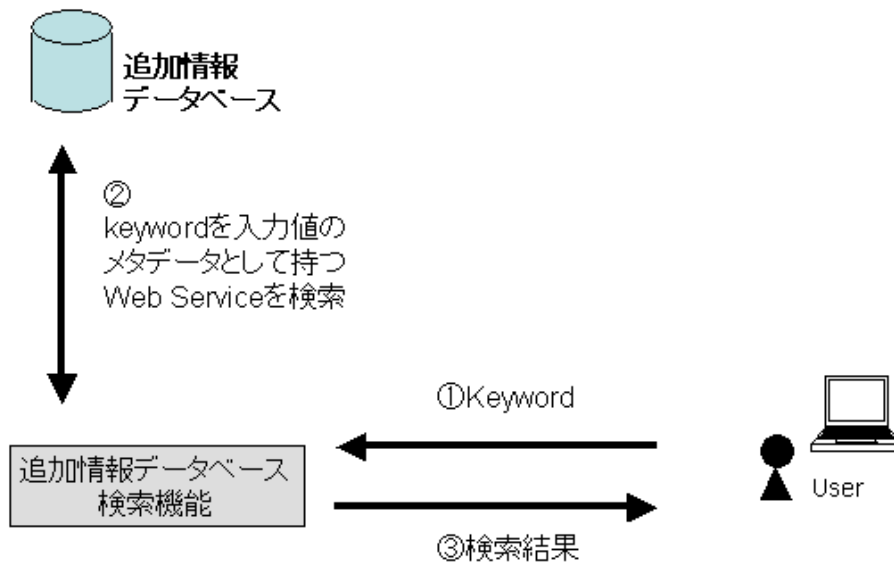 追加情報
データベース
②
keywordを入力値の
メタデータとして持つ
Web Serviceを検索
①Keyword
追加情報データベース
検索機能
User
③検索結果